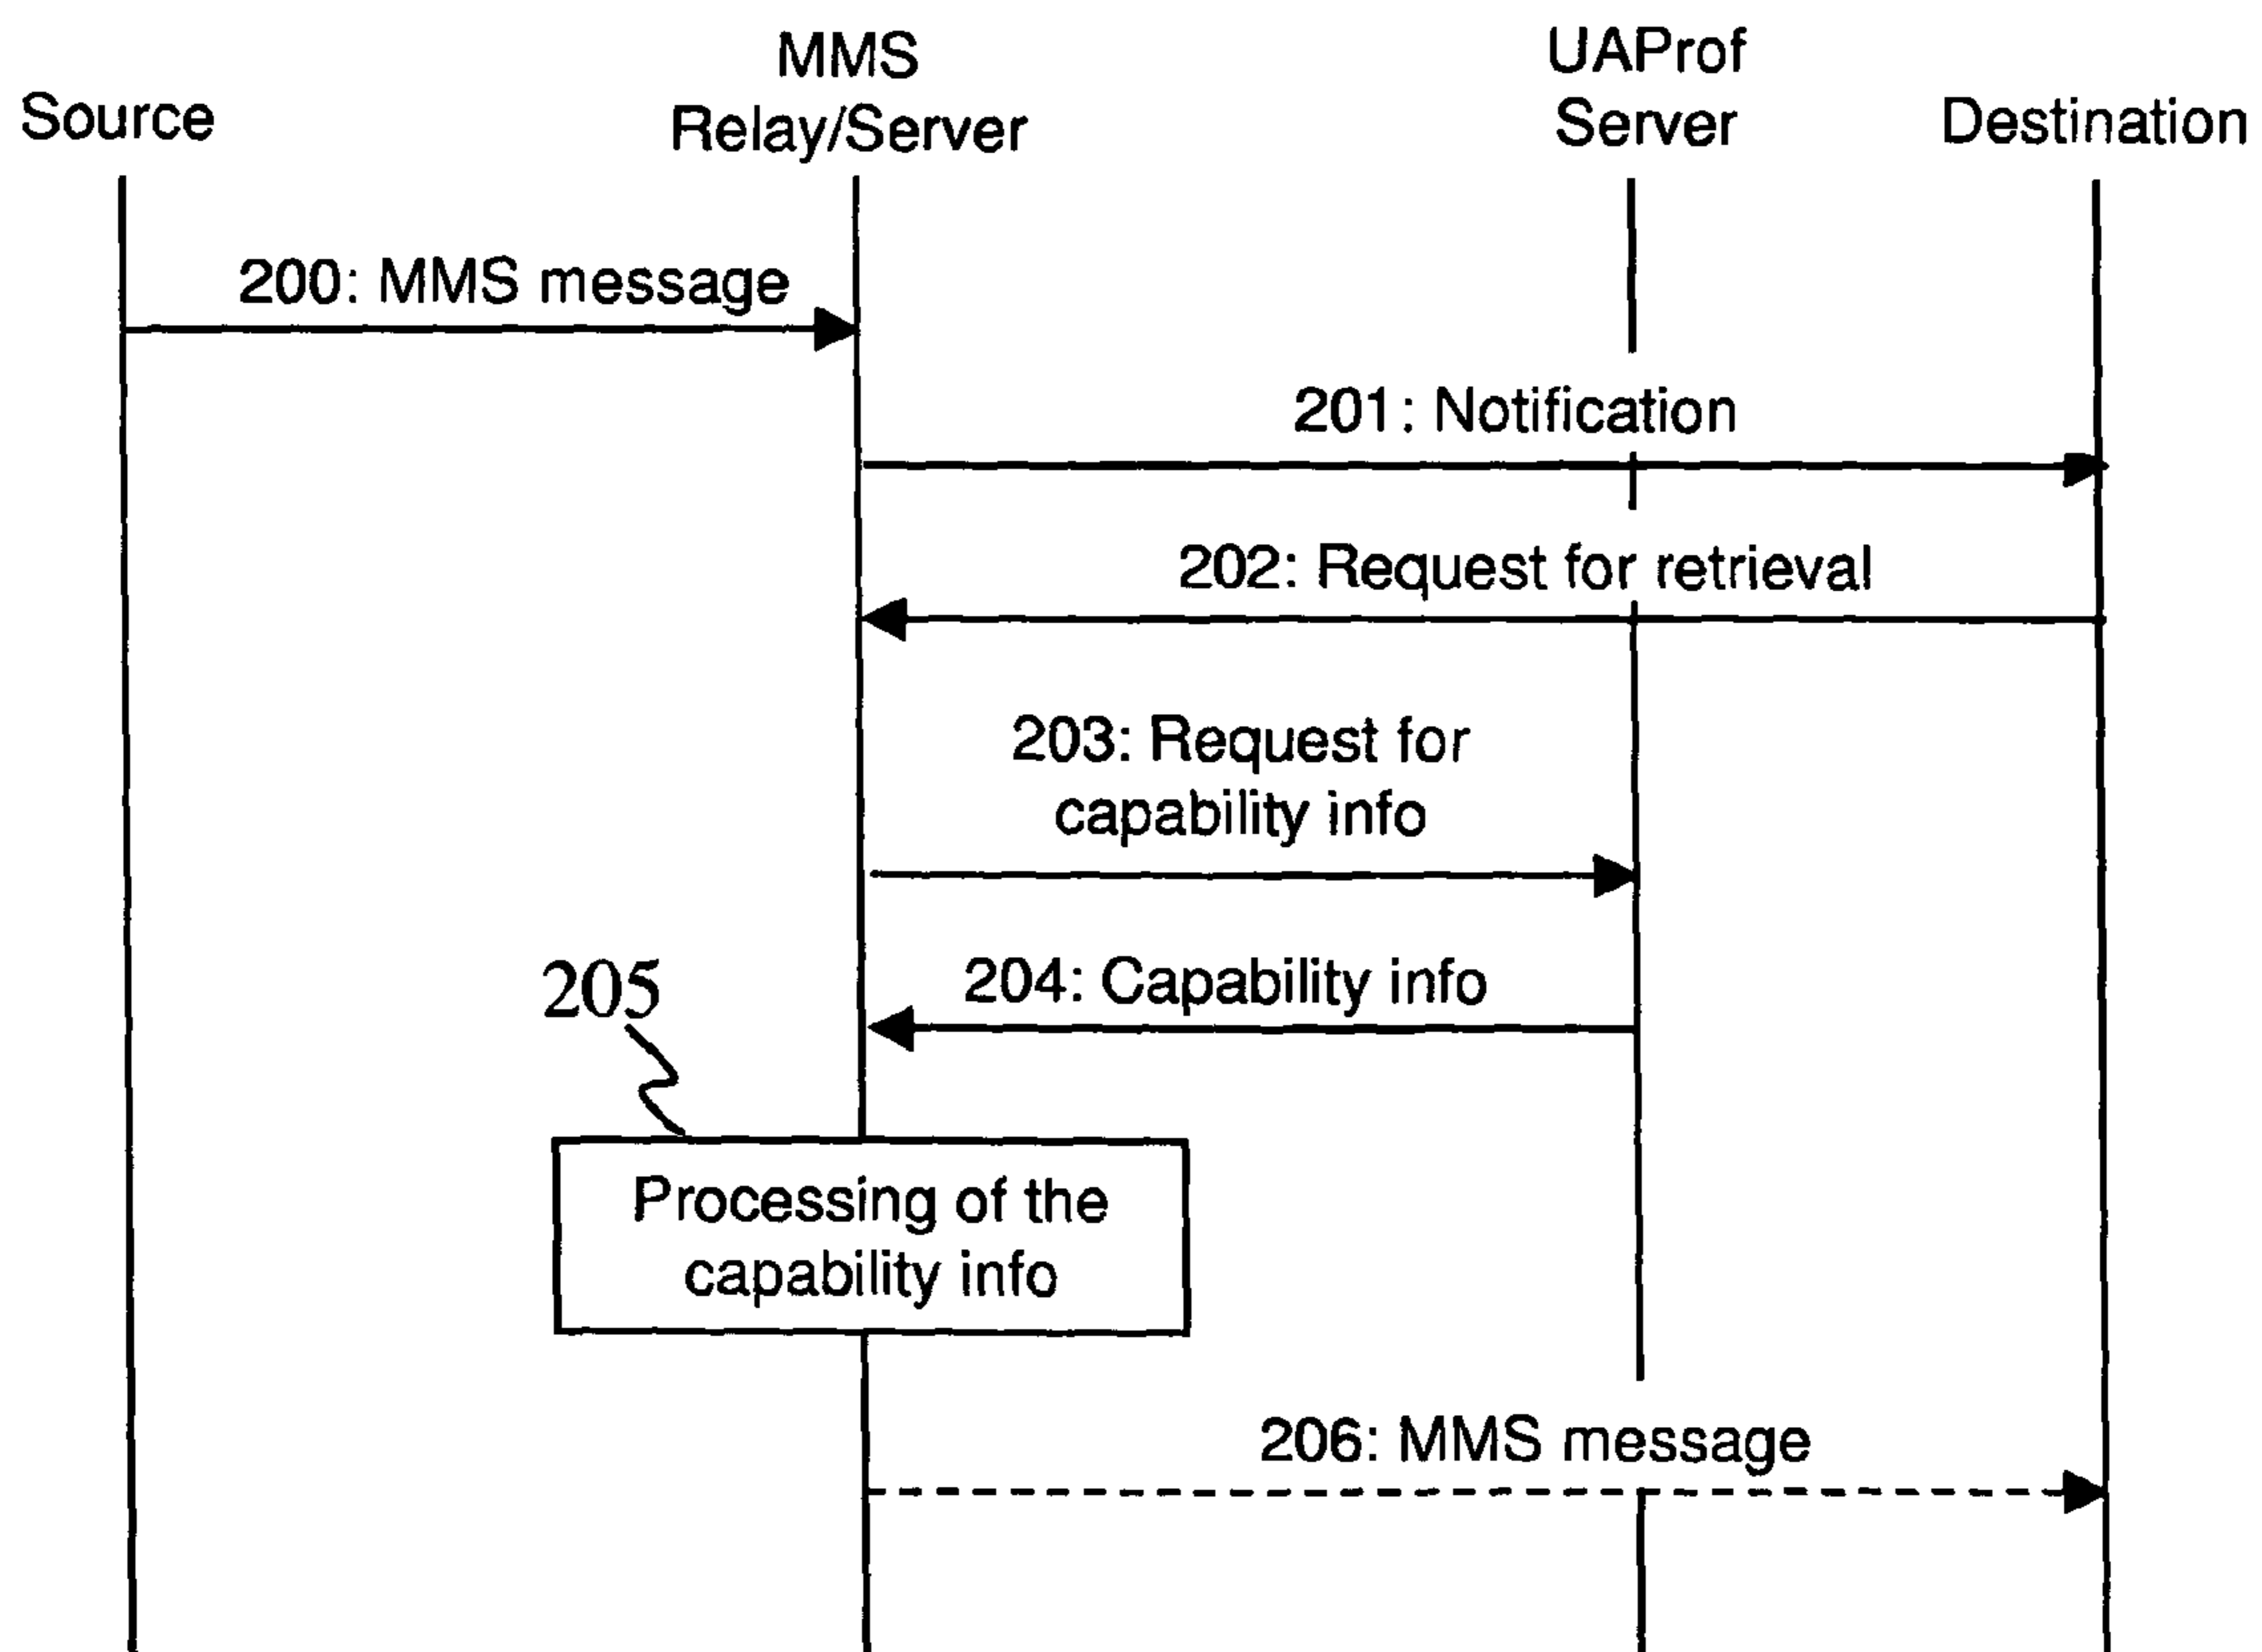 Source
MMS
Relay/Server
UAProf
Server
Destination
200: MMS message
201: Notification
202: Request for retrieval
203: Request for
capability info
204: Capability info
205
Processing of the
capability info
206: MMS message